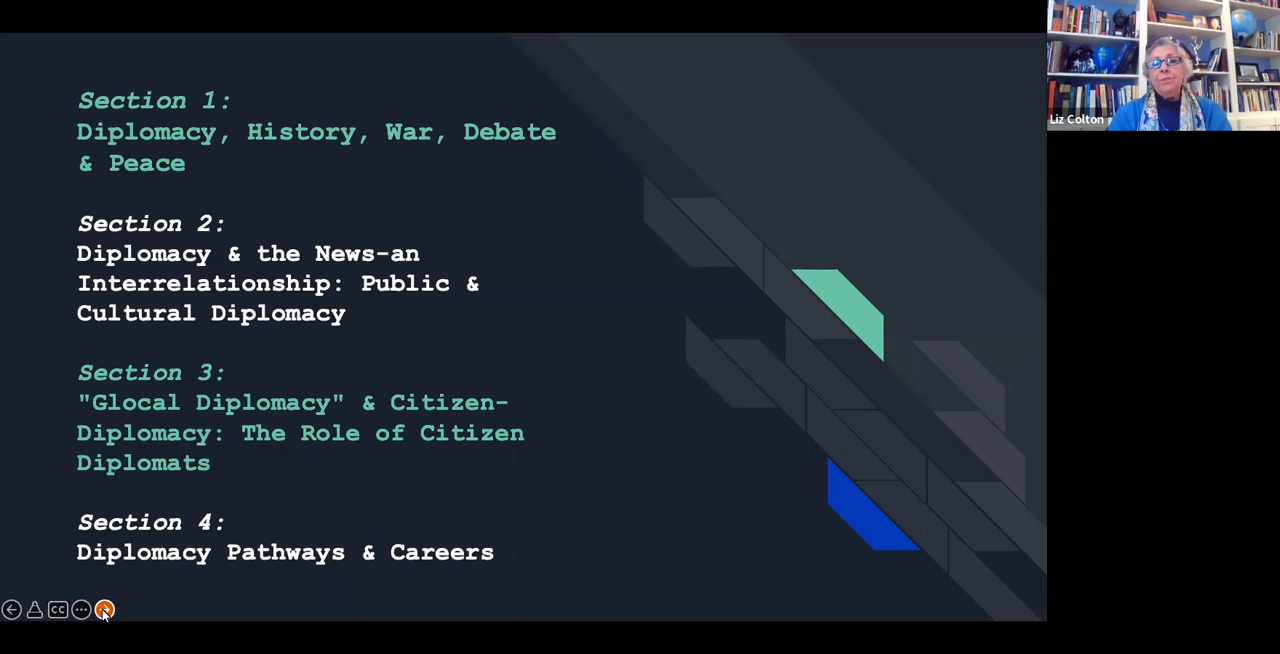 Section 1:
Diplomacy, History, War, Debate
& Peace
Section 2:
Diplomacy & the News-an
Interrelationship: Public &
Cultural Diplomacy
Section 3:
"Glocal Diplomacy" & Citizen-
Diplomacy: The Role of Citizen
Diplomats
Section 4:
Diplomacy Pathways & Careers
CC
Liz Colton